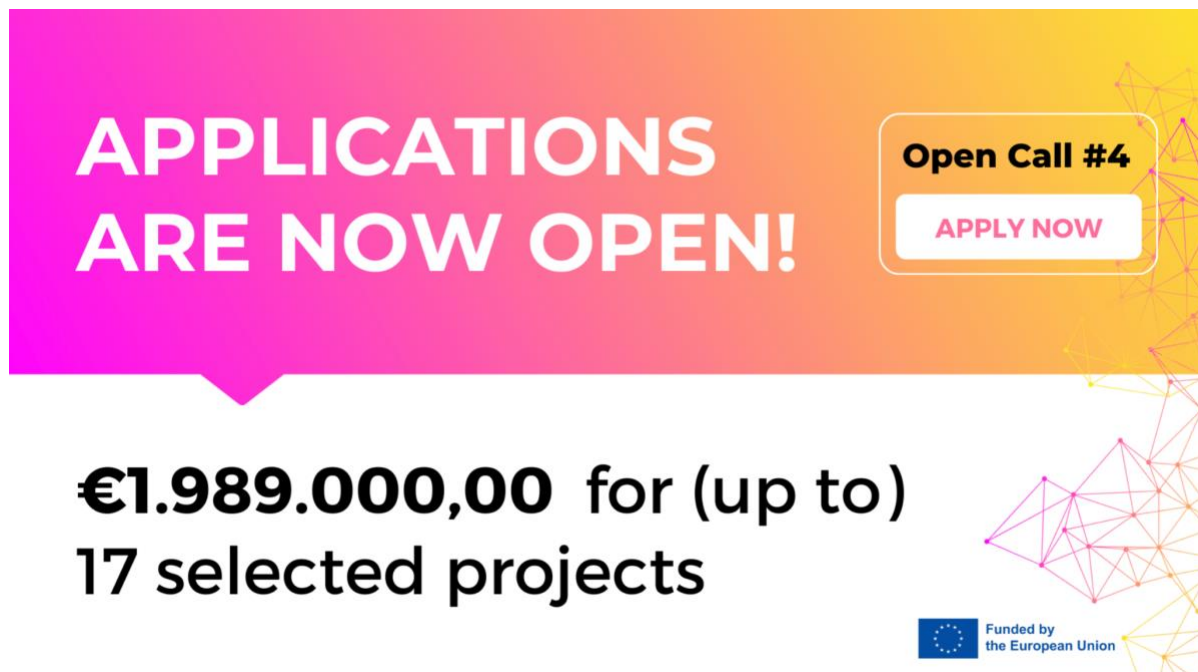 APPLICATIONS
ARE NOW OPEN!
Open Call #4
APPLY NOW
€1.989.000,00 for (up to)
17 selected projects
Funded by
the European Union